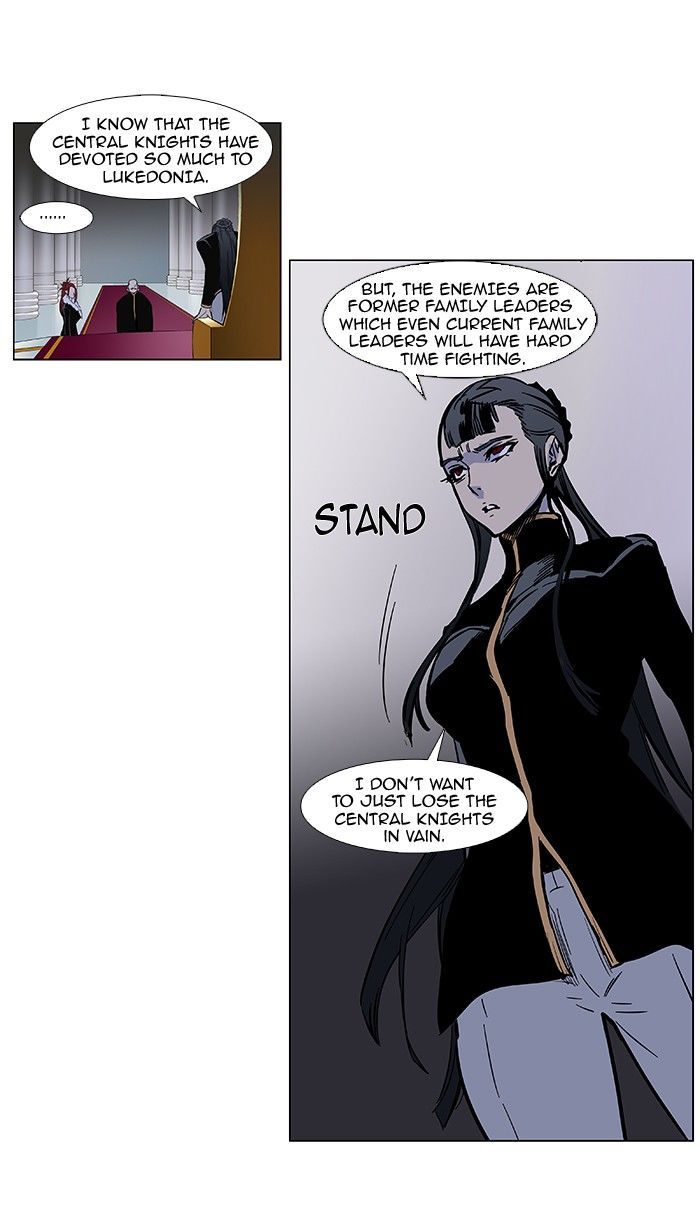 I KNOW THAT THE
CENTRAL KNIGHTS HAVE
DEVOTED SO MUCH TO
LUKEDONIA.
......
BUT, THE ENEMIES ARE
FORMER FAMILY LEADERS
WHICH EVEN CURRENT FAMILY
LEADERS WILL HAVE HARD
TIME FIGHTING.
STAND
I DON'T WANT
TO JUST LOSE THE
CENTRAL KNIGHTS
IN VAIN.